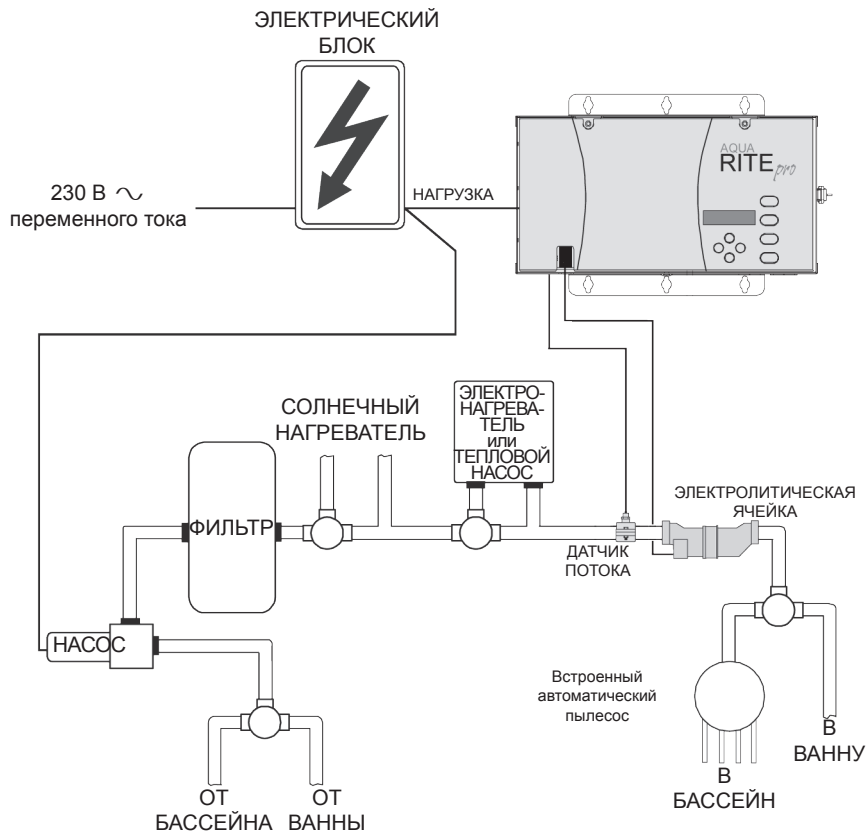 ЭЛЕКТРИЧЕСКИЙ
БЛОК
230 В
переменного тока
НАГРУЗКА
AQUA
RITE pro
СОЛНЕЧНЫЙ
НАГРЕВАТЕЛЬ
ЭЛЕКТРО-
НАГРЕВА-
ТЕЛЬ
или
ТЕПЛОВОЙ
НАСОС
ЭЛЕКТРОЛИТИЧЕСКАЯ
ЯЧЕЙКА
ФИЛЬТР
ДАТЧИК
ПОТОКА
НАСОС
Встроенный
автоматический
пылесос
В
ВАННУ
В
БАССЕЙН
ОТ
БАССЕЙНА
ОТ
ВАННЫ